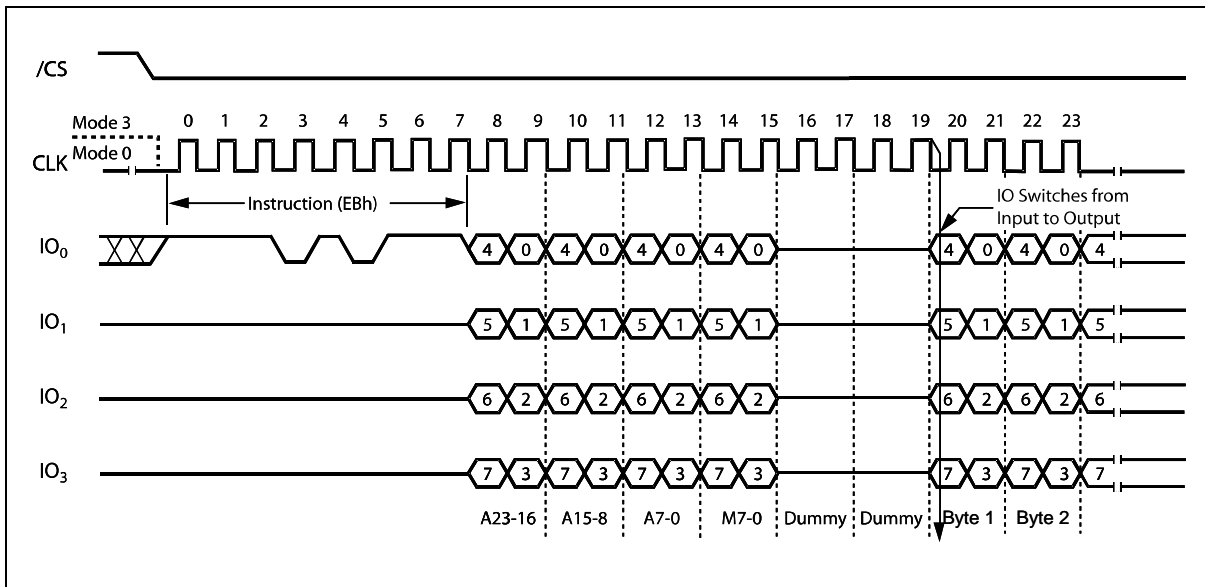 /CS
Mode 3
0 1 2 3 4 5 6 7 8 9 10 11 12 13 14 15 16 17 18 19 20 21 22 23
Mode 0
CLK
Instruction (EBh)
IO Switches from
Input to Output
IO₀ 4 0 4 0 4 0 4 0 4 0 4 0 4
IO₁ 5 1 5 1 5 1 5 1 5 1 5 1 5
IO₂ 6 2 6 2 6 2 6 2 6 2 6 2 6
IO₃ 7 3 7 3 7 3 7 3 7 3 7 3 7
A23-16 A15-8 A7-0 M7-0 Dummy Dummy Byte 1 Byte 2